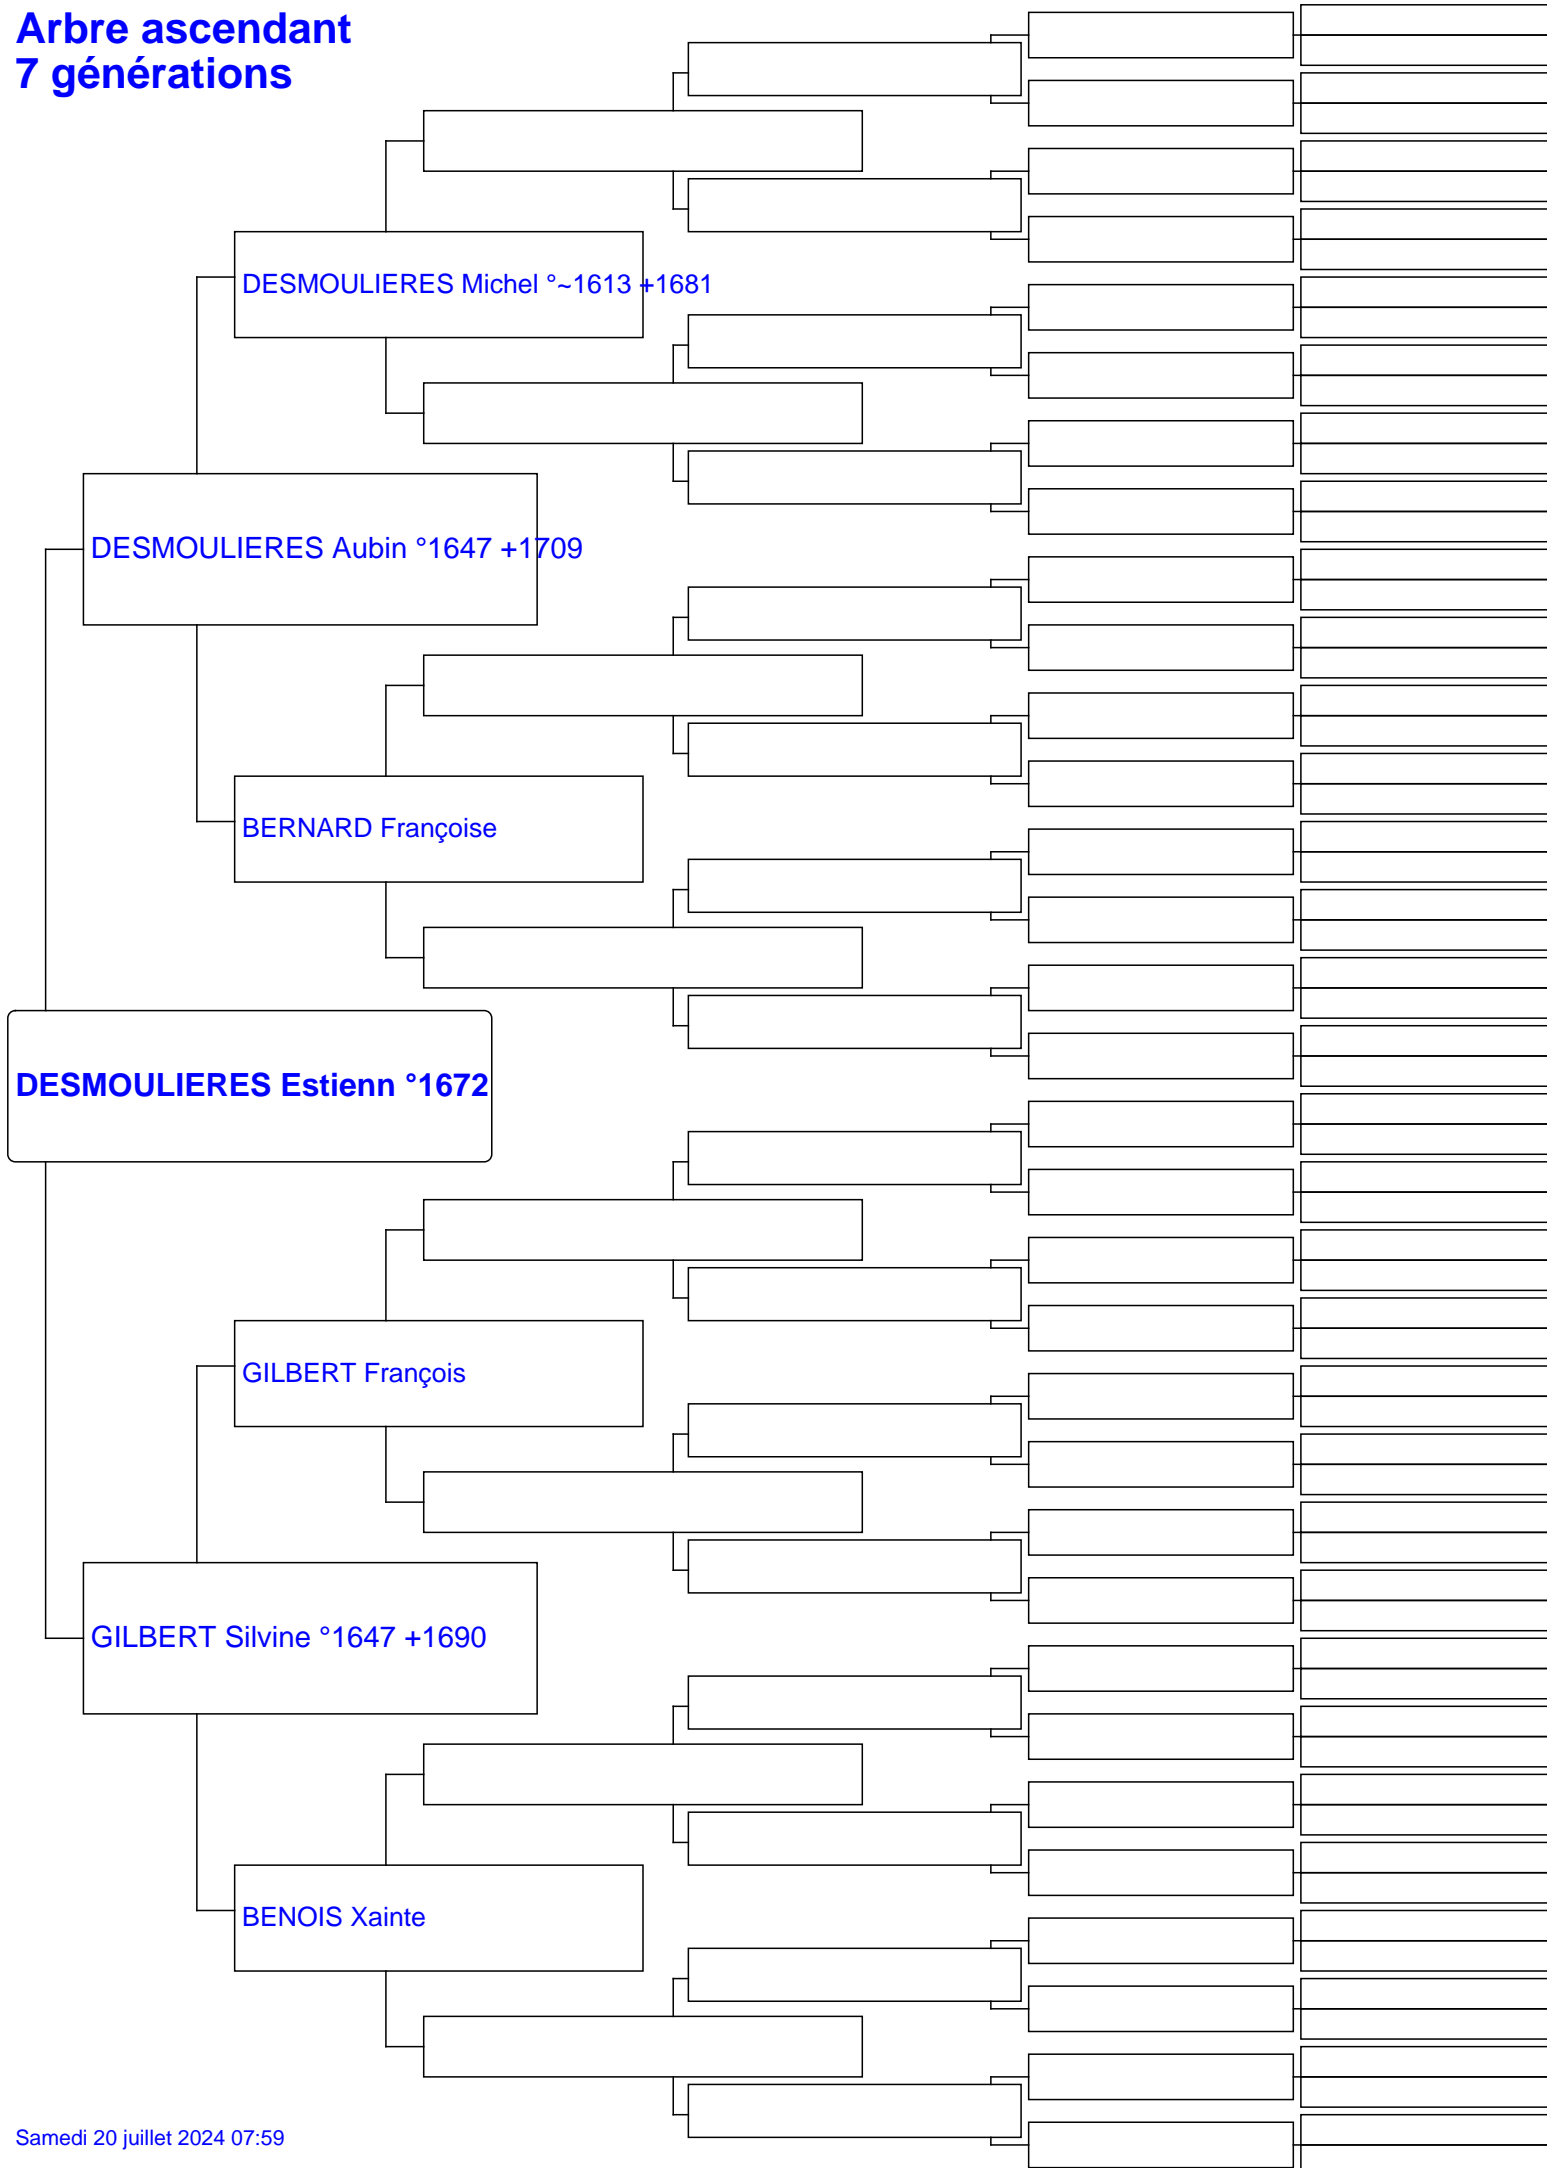 Arbre ascendant
7 générations
DESMOULIERES Michel °~1613 +1681
DESMOULIERES Aubin °1647 +1709
BERNARD Françoise
DESMOULIERES Estienn °1672
GILBERT François
GILBERT Silvine °1647 +1690
BENOIS Xainte
Samedi 20 juillet 2024 07:59